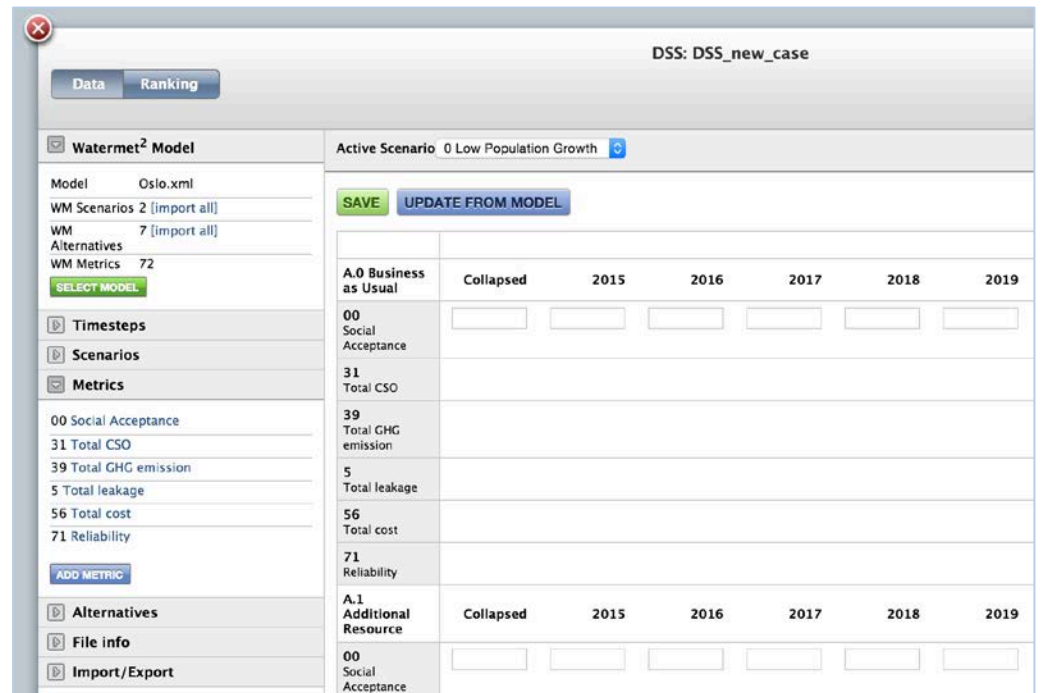 DSS: DSS_new_case
Data Ranking
Watermet2 Model
Model Oslo.xml
WM Scenarios 2 [import all]
WM Alternatives 7 [import all]
WM Metrics 72
SELECT MODEL
Timesteps
Scenarios
Metrics
00 Social Acceptance
31 Total CSO
39 Total GHG emission
5 Total leakage
56 Total cost
71 Reliability
ADD METRIC
Alternatives
File info
Import/Export
Active Scenario 0 Low Population Growth
SAVE UPDATE FROM MODEL
A.0 Business as Usual Collapsed 2015 2016 2017 2018 2019
00
Social
Acceptance
31
Total CSO
39
Total GHG
emission
5
Total leakage
56
Total cost
71
Reliability
A.1 Additional Resource Collapsed 2015 2016 2017 2018 2019
00
Social
Acceptance